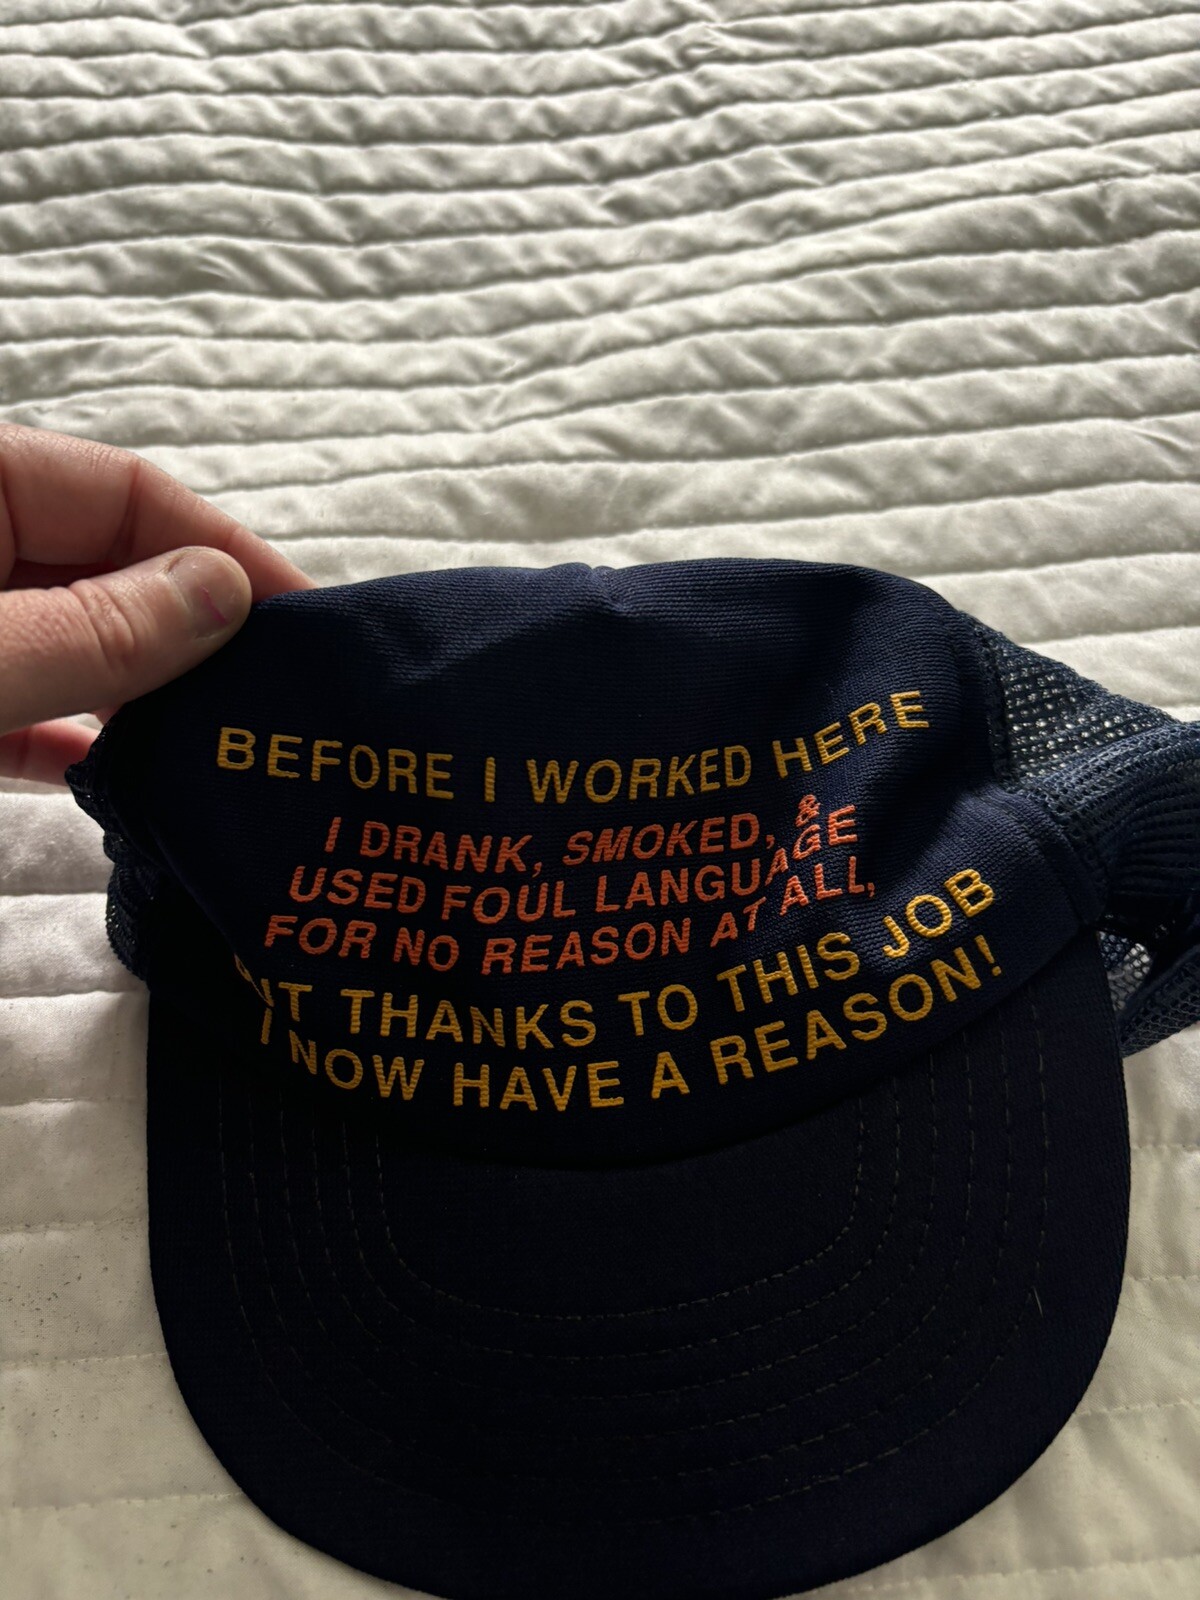 BEFORE I WORKED HERE
I DRANK, SMOKED, &
USED FOUL LANGUAGE
FOR NO REASON AT ALL,
BUT THANKS TO THIS JOB
I NOW HAVE A REASON!